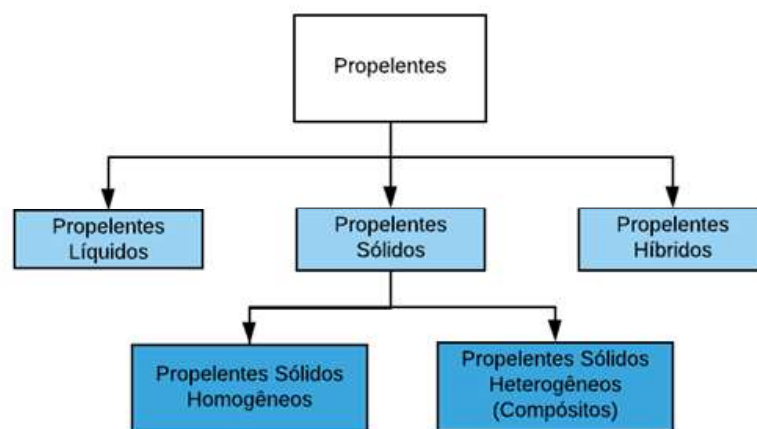 Propelentes
Propelentes
Líquidos
Propelentes
Sólidos
Propelentes
Híbridos
Propelentes Sólidos
Homogêneos
Propelentes Sólidos
Heterogêneos
(Compósitos)